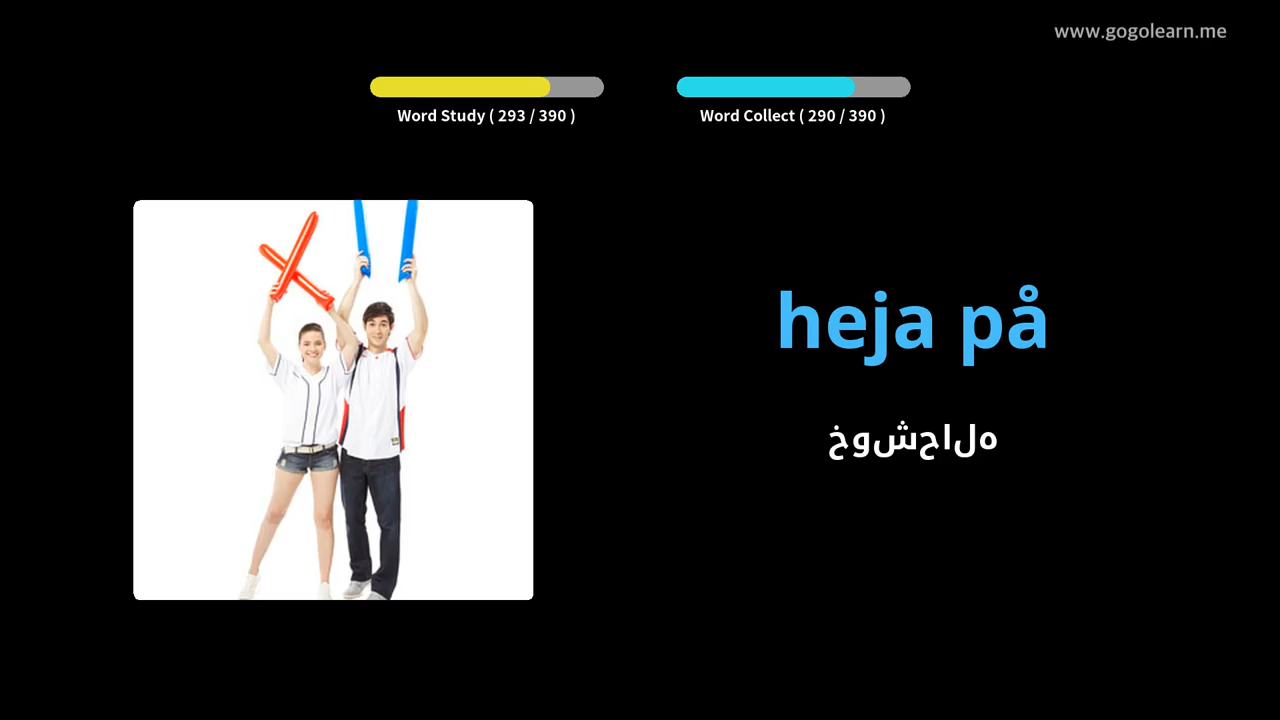 www.gogolearn.me
Word Study ( 293 / 390 )
Word Collect ( 290 / 390 )
heja på
خوشحاله